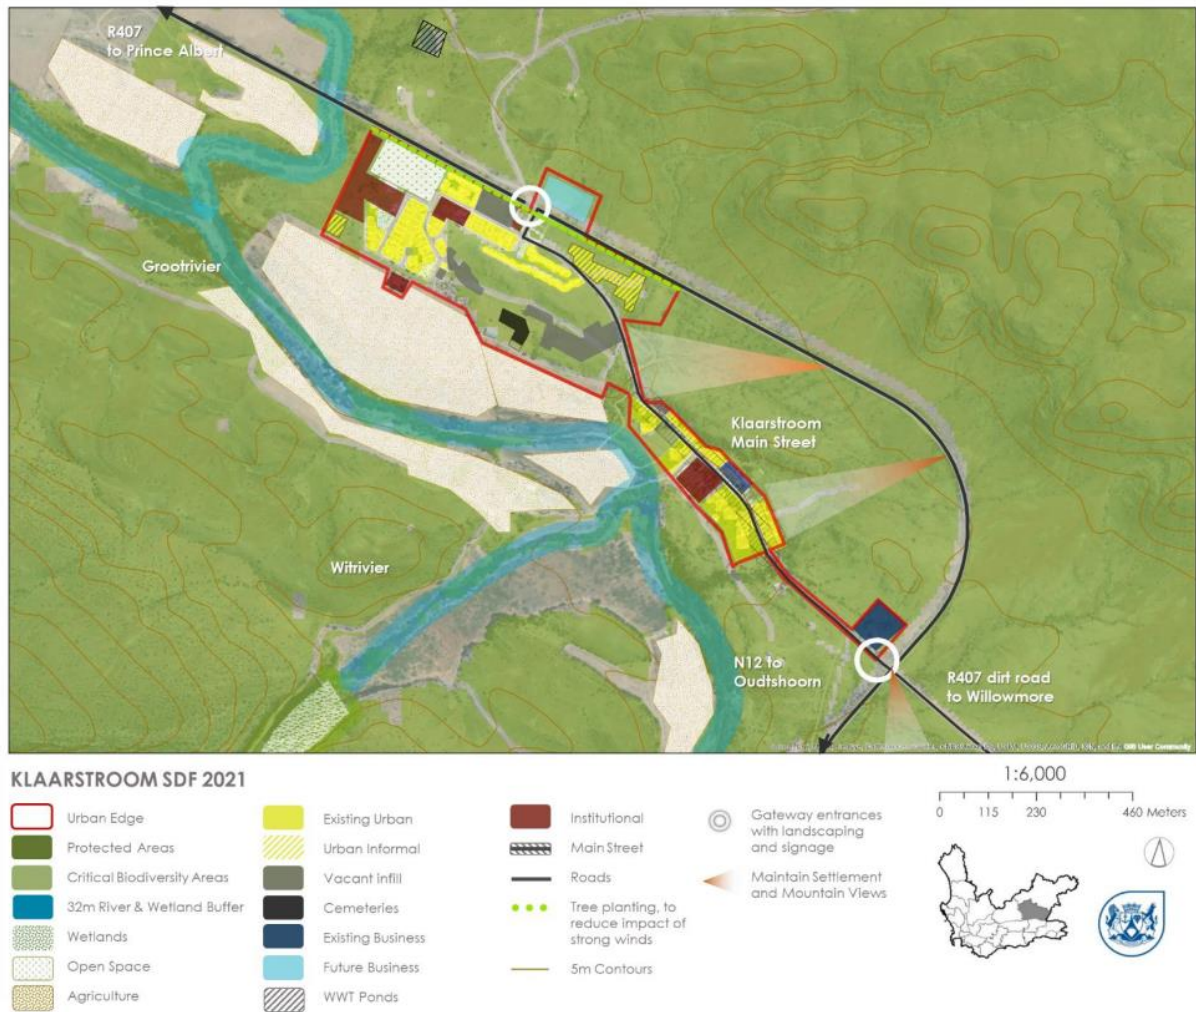 R407
to Prince Albert
Grootrivier
Klaarstroom
Main Street
Witrivier
N12 to
Oudtshoorn
R407 dirt road
to Willowmore
GIS User Community
KLAARSTROOM SDF 2021
Urban Edge
Protected Areas
Critical Biodiversity Areas
32m River & Wetland Buffer
Wetlands
Open Space
Agriculture
Existing Urban
Urban Informal
Vacant infill
Cemeteries
Existing Business
Future Business
WWT Ponds
Institutional
Main Street
Roads
Tree planting, to
reduce impact of
strong winds
5m Contours
Gateway entrances
with landscaping
and signage
Maintain Settlement
and Mountain Views
1:6,000
0 115 230 460 Meters